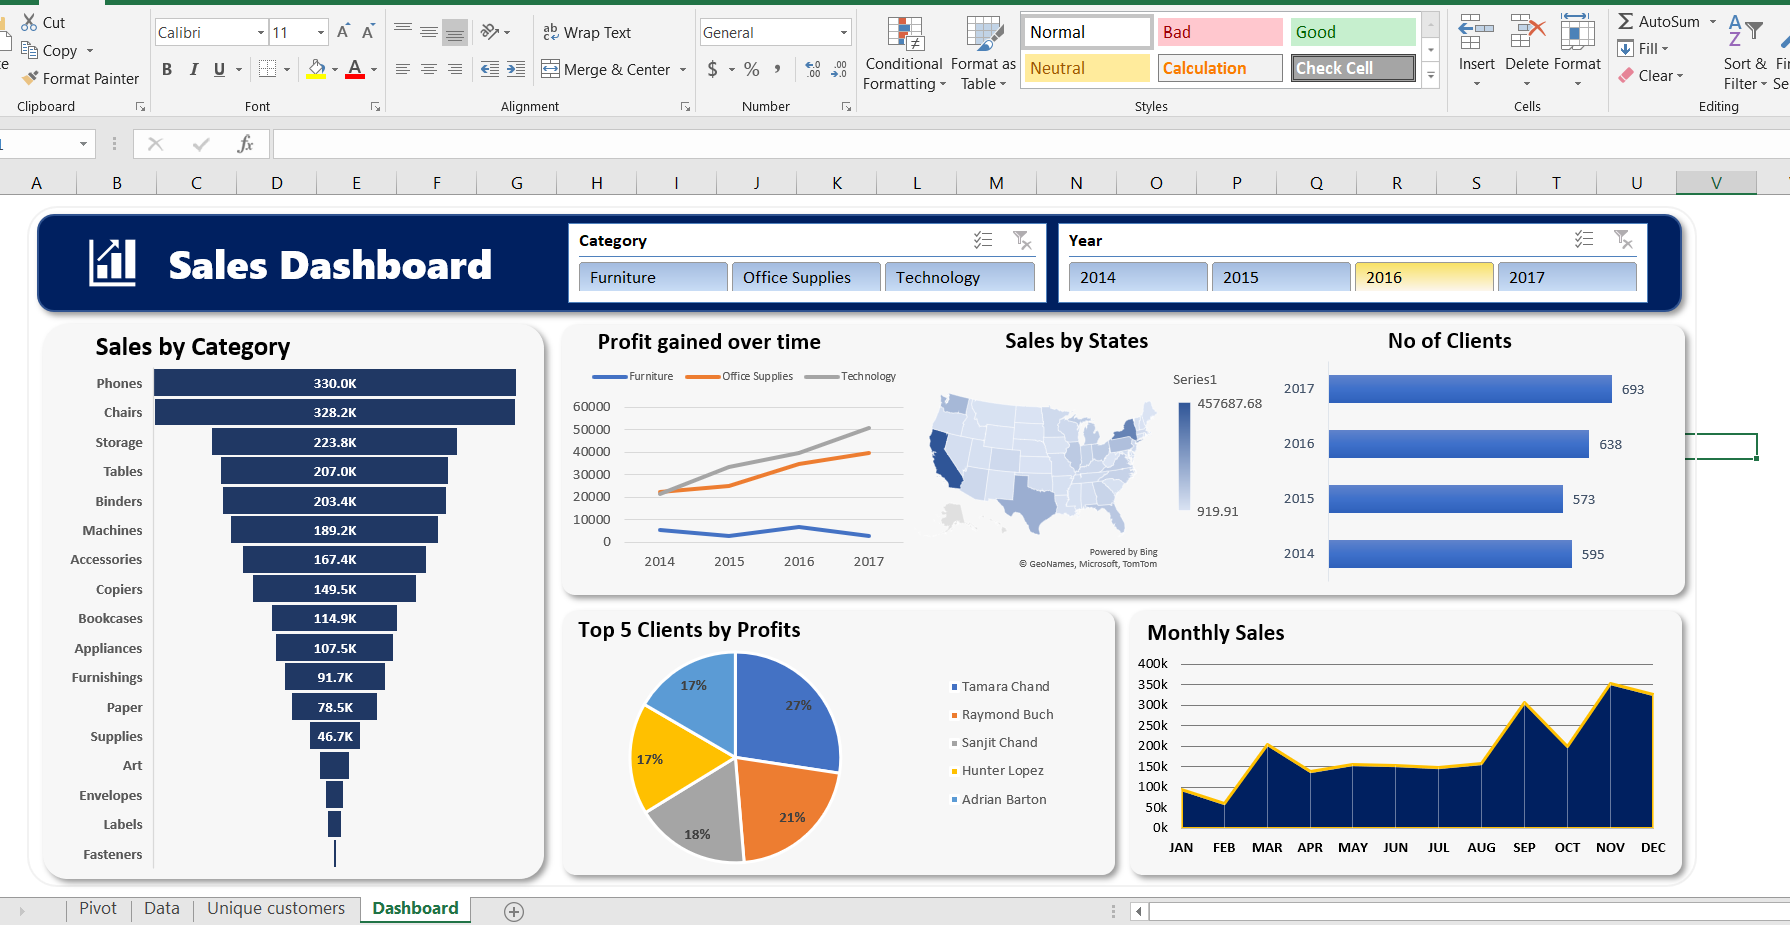 Cut
Copy
Format Painter
Clipboard
Calibri
11
A A
B I U
A
Font
ab Wrap Text
Merge & Center
Alignment
General
$ % ,
Number
Conditional Formatting
Format as Table
Normal
Bad
Good
Neutral
Calculation
Check Cell
Styles
Insert
Delete
Format
Cells
AutoSum
Fill
Clear
Sort & Filter
Editing
fx
A B C D E F G H I J K L M N O P Q R S T U V
Sales Dashboard
Category
Furniture
Office Supplies
Technology
Year
2014
2015
2016
2017
Sales by Category
Phones 330.0K
Chairs 328.2K
Storage 223.8K
Tables 207.0K
Binders 203.4K
Machines 189.2K
Accessories 167.4K
Copiers 149.5K
Bookcases 114.9K
Appliances 107.5K
Furnishings 91.7K
Paper 78.5K
Supplies 46.7K
Art
Envelopes
Labels
Fasteners
Profit gained over time
Furniture Office Supplies Technology
60000
50000
40000
30000
20000
10000
0
2014 2015 2016 2017
Sales by States
Series1
457687.68
919.91
Powered by Bing
© GeoNames, Microsoft, TomTom
No of Clients
2017 693
2016 638
2015 573
2014 595
Top 5 Clients by Profits
27%
21%
18%
17%
17%
Tamara Chand
Raymond Buch
Sanjit Chand
Hunter Lopez
Adrian Barton
Monthly Sales
400k
350k
300k
250k
200k
150k
100k
50k
0k
JAN FEB MAR APR MAY JUN JUL AUG SEP OCT NOV DEC
Pivot
Data
Unique customers
Dashboard